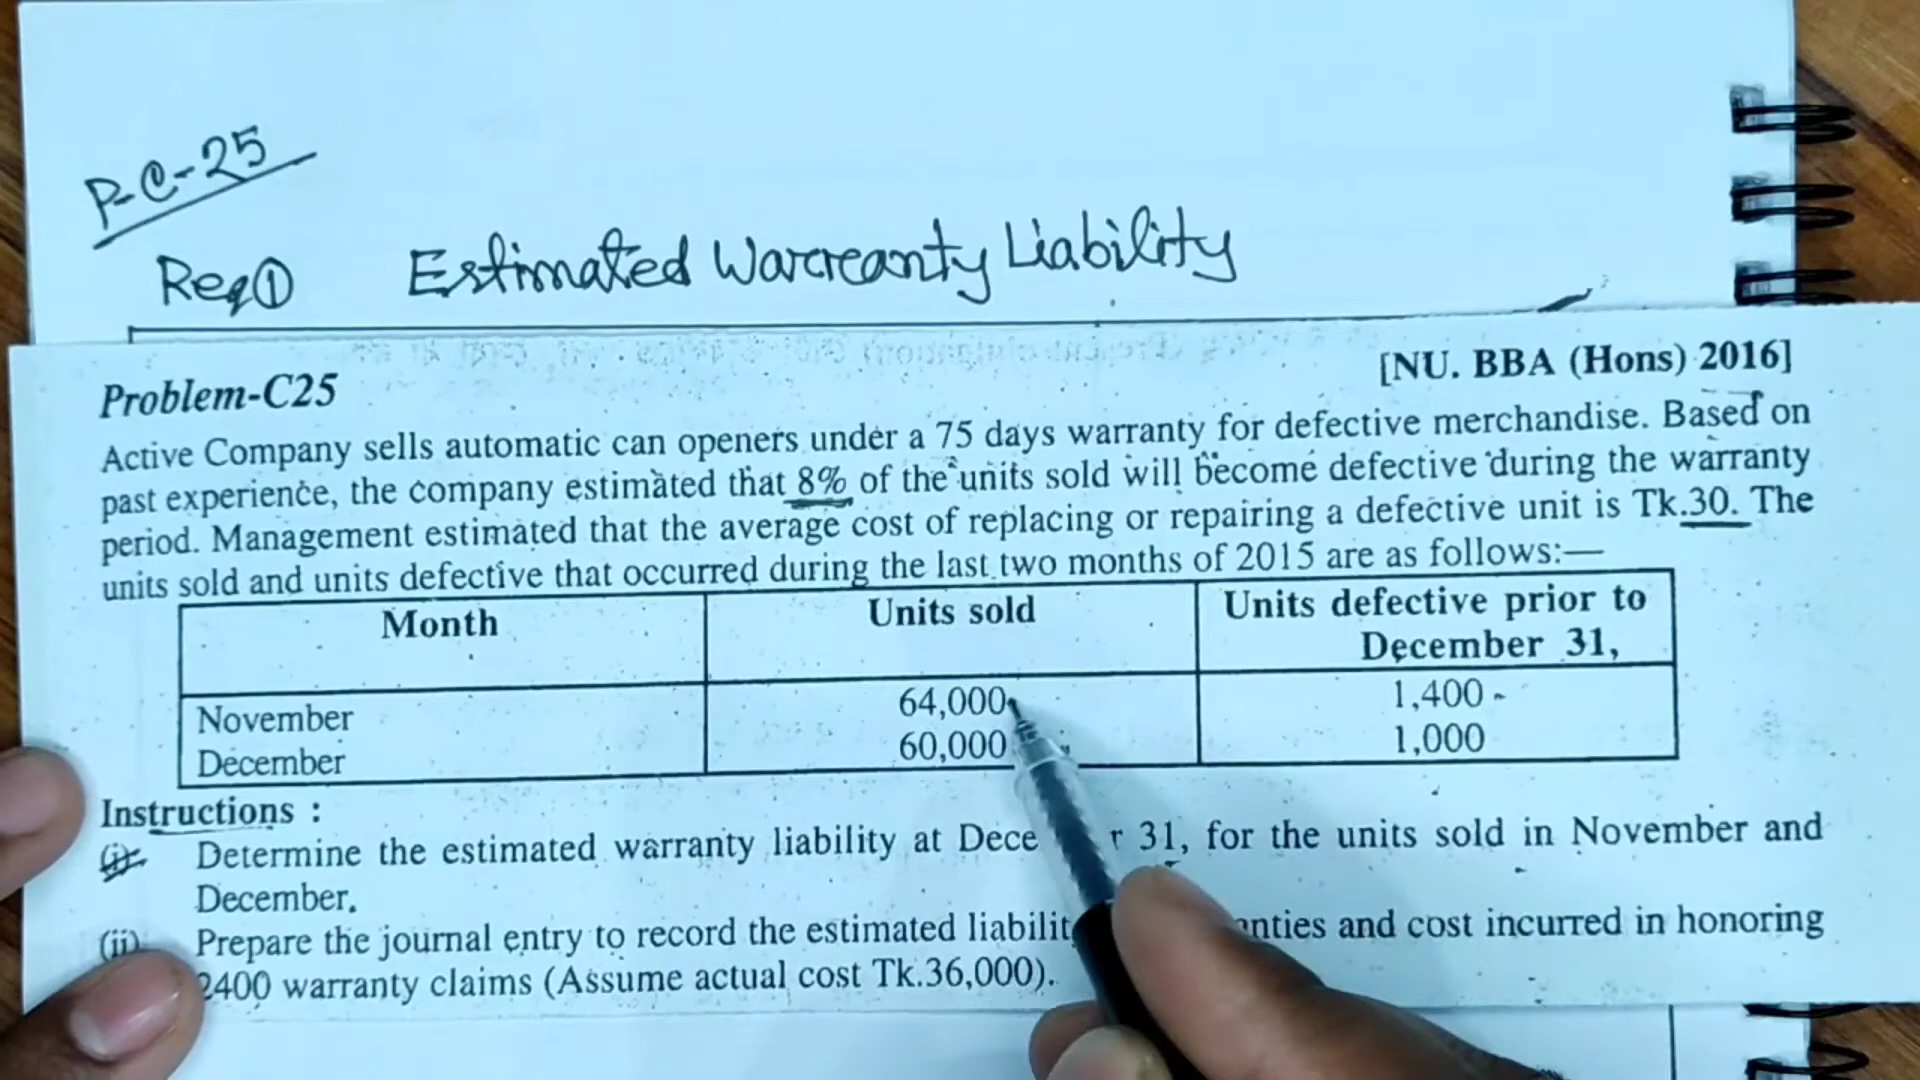 P-C-25
Req① Estimated Warreanty Liability
Problem-C25 [NU. BBA (Hons) 2016]
Active Company sells automatic can openers under a 75 days warranty for defective merchandise. Based on
past experience, the company estimated that 8% of the units sold will become defective during the warranty
period. Management estimated that the average cost of replacing or repairing a defective unit is Tk.30. The
units sold and units defective that occurred during the last two months of 2015 are as follows:—
Month Units sold Units defective prior to
December 31,
November 64,000 1,400
December 60,000 1,000
Instructions :
(i) Determine the estimated warranty liability at Dece r 31, for the units sold in November and
December.
(ii) Prepare the journal entry to record the estimated liabilit nties and cost incurred in honoring
2400 warranty claims (Assume actual cost Tk.36,000).